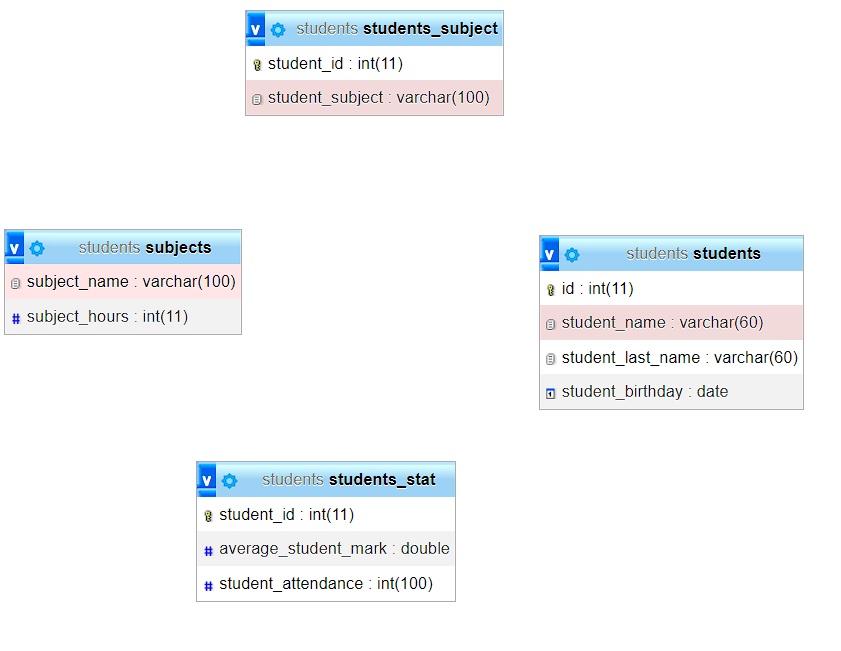 students students_subject
student_id : int(11)
student_subject : varchar(100)
students subjects
subject_name : varchar(100)
subject_hours : int(11)
students students
id : int(11)
student_name : varchar(60)
student_last_name : varchar(60)
student_birthday : date
students students_stat
student_id : int(11)
average_student_mark : double
student_attendance : int(100)